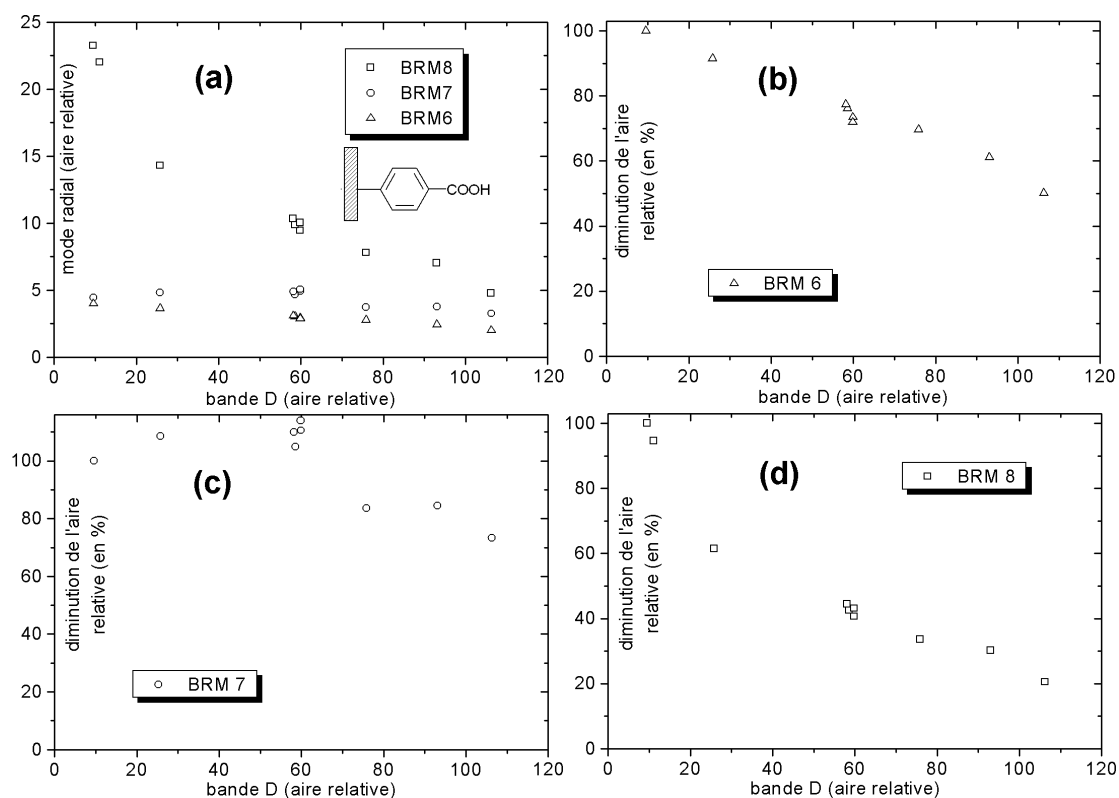 25
20
15
10
5
0
mode radial (aire relative)
(a)
BRM8
BRM7
BRM6
COOH
0 20 40 60 80 100 120
bande D (aire relative)
100
80
60
40
20
0
diminution de l'aire
relative (en %)
(b)
BRM 6
0 20 40 60 80 100 120
bande D (aire relative)
100
80
60
40
20
0
diminution de l'aire
relative (en %)
(c)
BRM 7
0 20 40 60 80 100 120
bande D (aire relative)
100
80
60
40
20
0
diminution de l'aire
relative (en %)
(d)
BRM 8
0 20 40 60 80 100 120
bande D (aire relative)